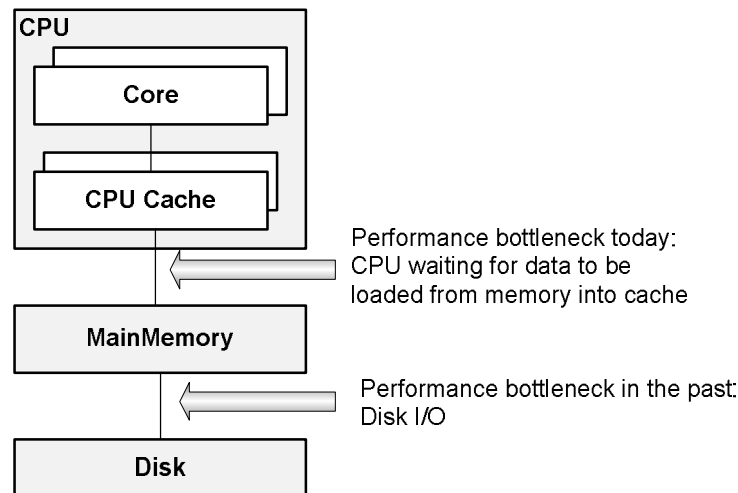 CPU
Core
CPU Cache
Performance bottleneck today:
CPU waiting for data to be
loaded from memory into cache
MainMemory
Performance bottleneck in the past:
Disk I/O
Disk